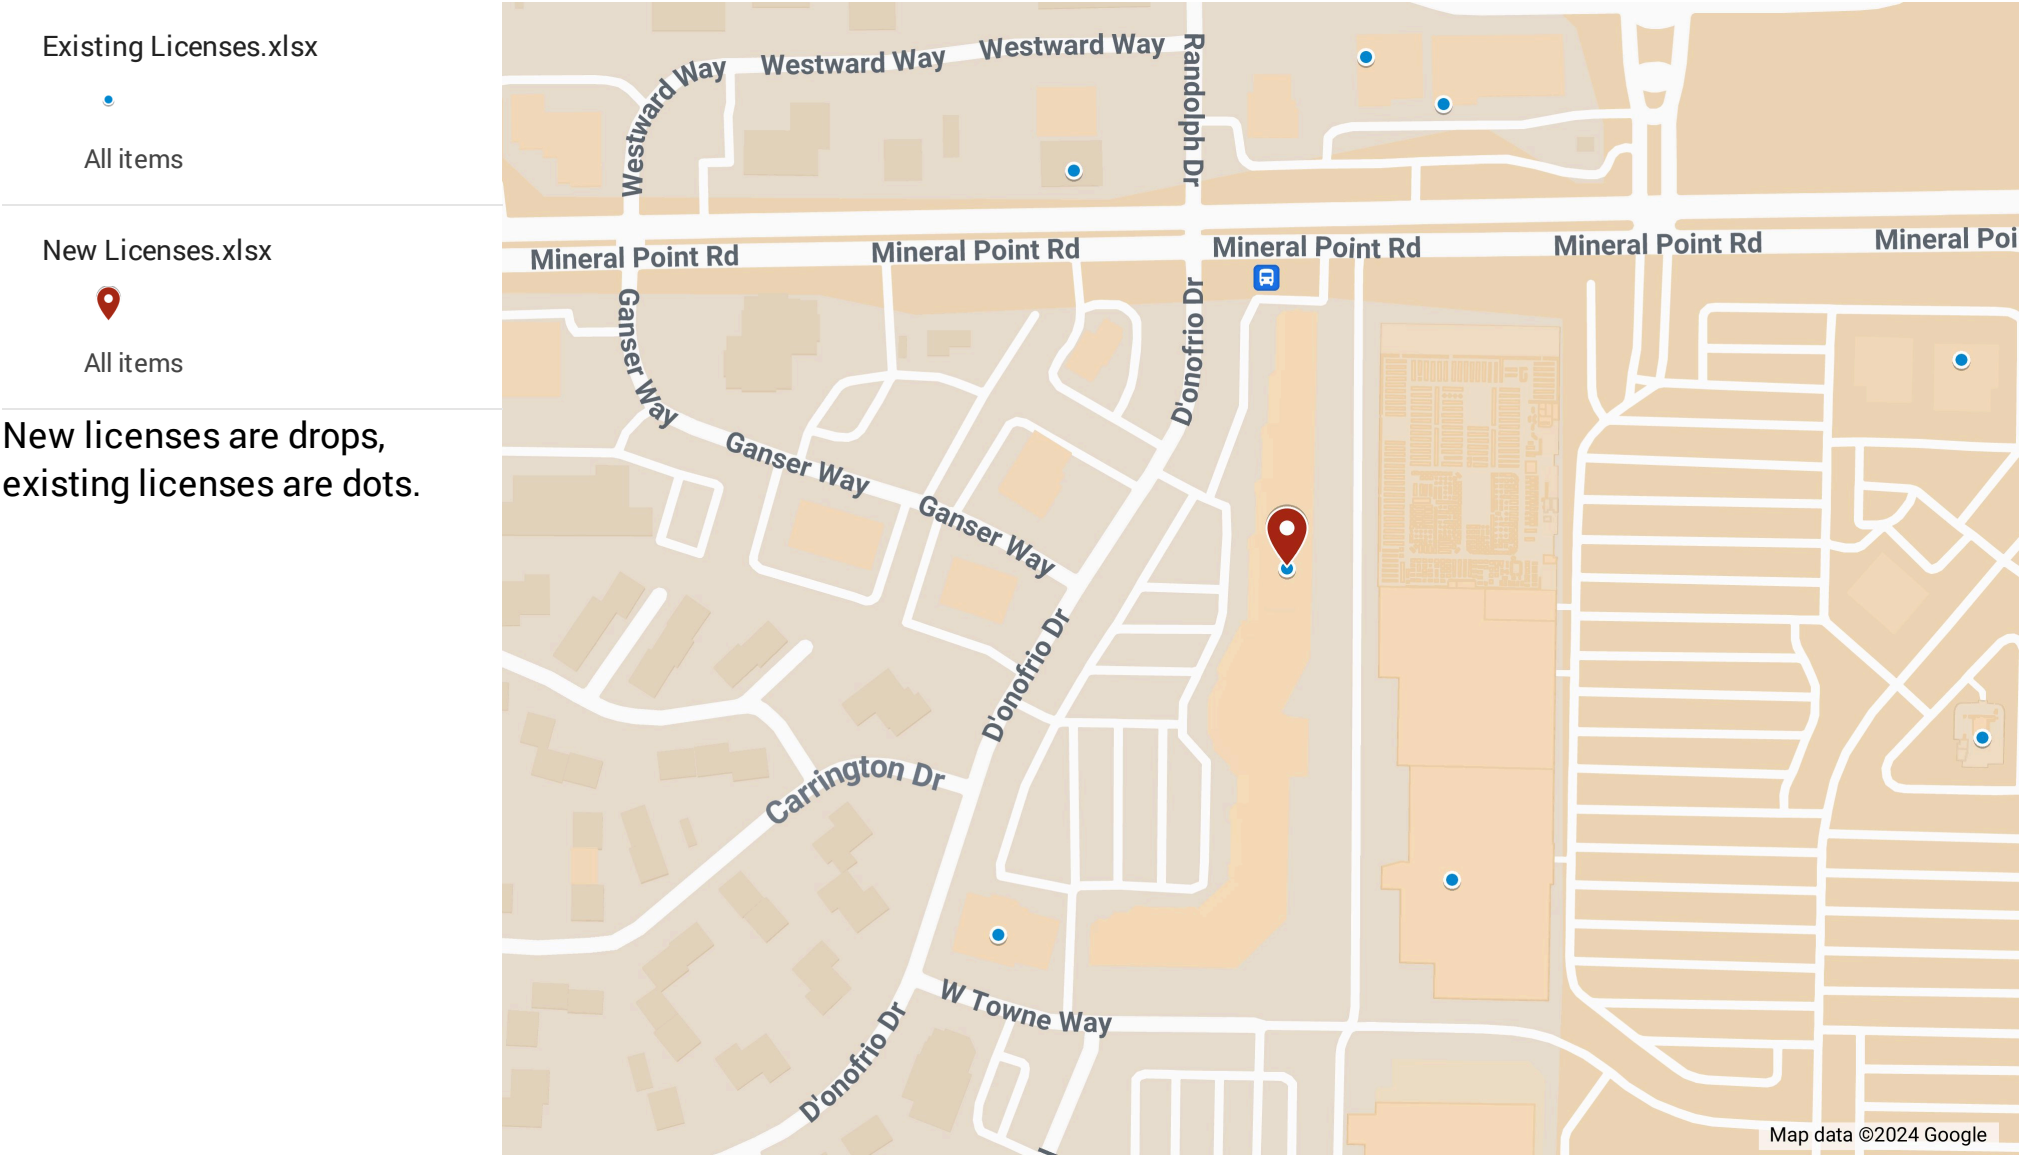 Existing Licenses.xlsx
All items
New Licenses.xlsx
All items
New licenses are drops,
existing licenses are dots.
Westward Way
Westward Way
Westward Way
Randolph Dr
Mineral Point Rd
Mineral Point Rd
Mineral Point Rd
Mineral Point Rd
Mineral Poi
Ganser Way
D'onofrio Dr
Ganser Way
Ganser Way
D'onofrio Dr
Carrington Dr
W Towne Way
D'onofrio Dr
Map data ©2024 Google